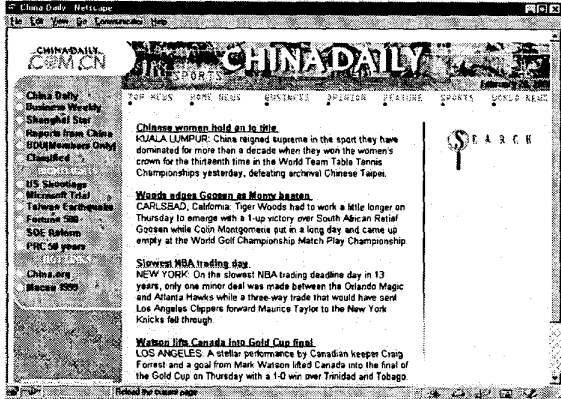 China Daily - Netscape
File Edit View Go Communicator Help
CHINADAILY
COM.CN
SPORTS
CHINA DAILY
February 26,
TOP NEWS HOME NEWS BUSINESS OPINION FEATURE SPORTS WORLD NEWS
China Daily
Business Weekly
Shanghai Star
Reports from China
BDU(Members Only)
Classified
US Shootings
Microsoft Trial
Taiwan Earthquake
Fortune 500
SOE Reform
PRC 50 years
HOT LINKS
China.org
Macau 1999
Chinese women hold on to title
KUALA LUMPUR: China reigned supreme in the sport they have
dominated for more than a decade when they won the women's
crown for the thirteenth time in the World Team Table Tennis
Championships yesterday, defeating archrival Chinese Taipei.
Woods edges Goosen as Monty beaten
CARLSBAD, California: Tiger Woods had to work a little longer on
Thursday to emerge with a 1-up victory over South African Retief
Goosen while Colin Montgomerie put in a long day and came up
empty at the World Golf Championship Match Play Championship.
Slowest NBA trading day
NEW YORK: On the slowest NBA trading deadline day in 13
years, only one minor deal was made between the Orlando Magic
and Atlanta Hawks while a three-way trade that would have sent
Los Angeles Clippers forward Maurice Taylor to the New York
Knicks fell through.
Watson lifts Canada into Gold Cup final
LOS ANGELES: A stellar performance by Canadian keeper Craig
Forrest and a goal from Mark Watson lifted Canada into the final of
the Gold Cup on Thursday with a 1-0 win over Trinidad and Tobago.
SEARCH
Reload the current page